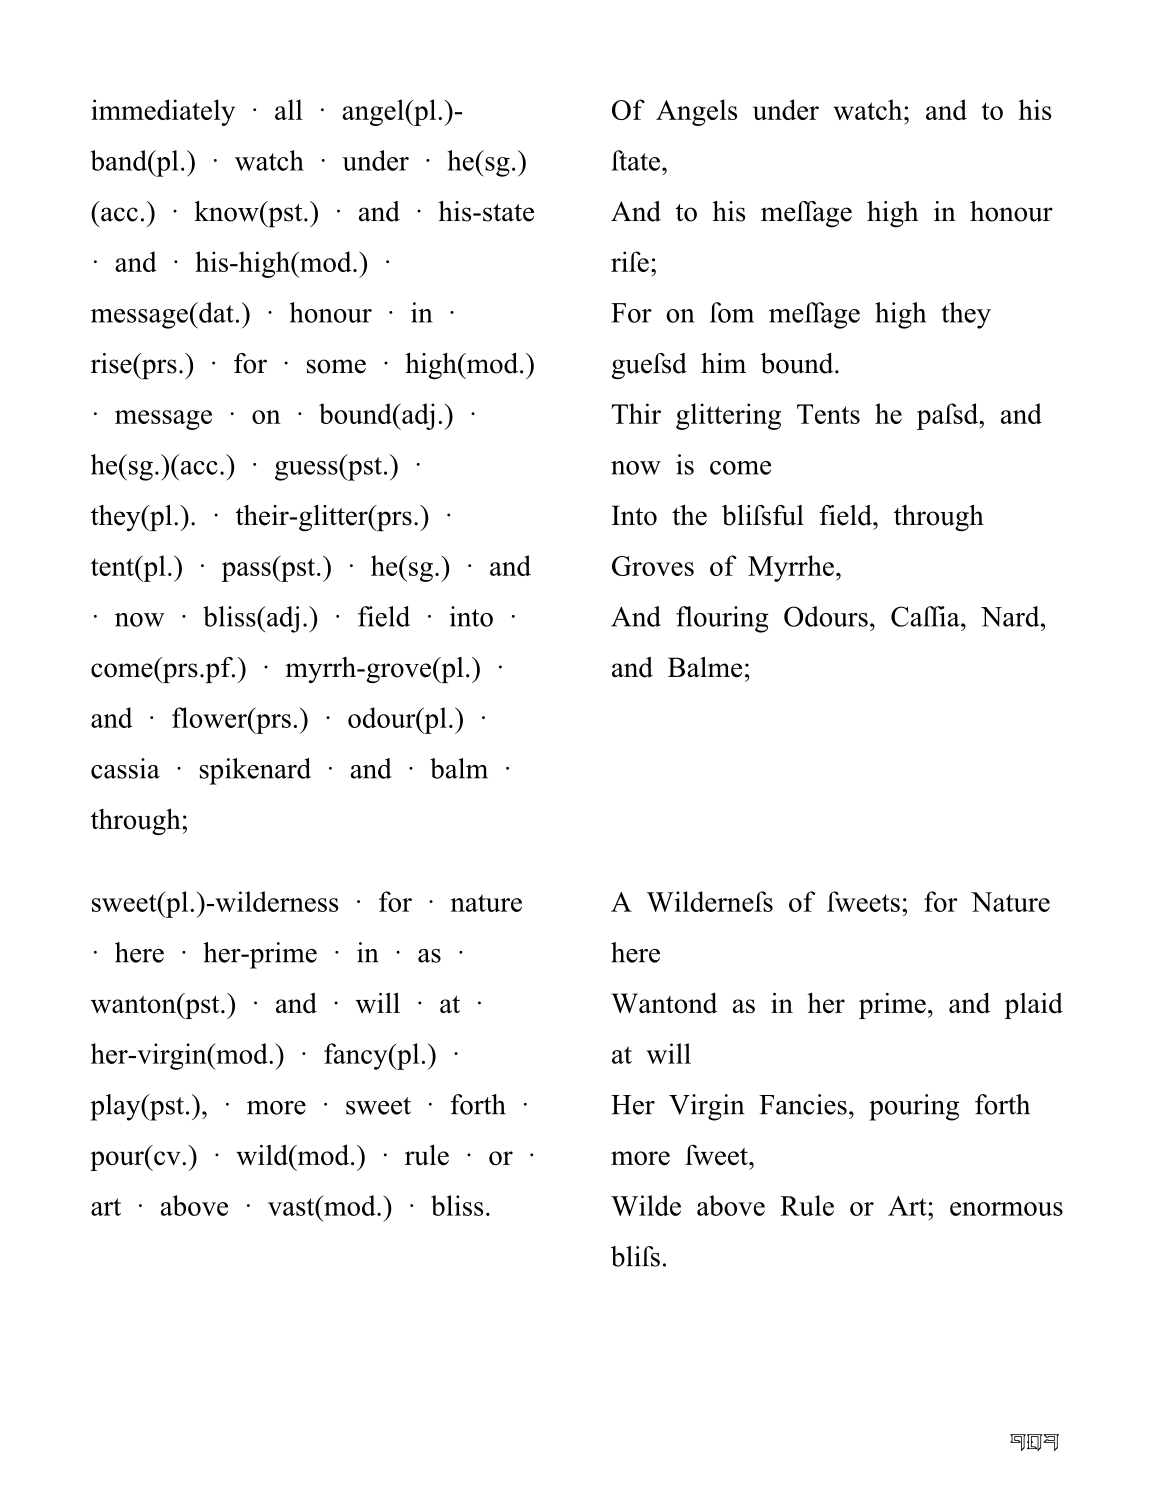 immediately · all · angel(pl.)-
band(pl.) · watch · under · he(sg.)
(acc.) · know(pst.) · and · his-state
· and · his-high(mod.) ·
message(dat.) · honour · in ·
rise(prs.) · for · some · high(mod.)
· message · on · bound(adj.) ·
he(sg.)(acc.) · guess(pst.) ·
they(pl.). · their-glitter(prs.) ·
tent(pl.) · pass(pst.) · he(sg.) · and
· now · bliss(adj.) · field · into ·
come(prs.pf.) · myrrh-grove(pl.) ·
and · flower(prs.) · odour(pl.) ·
cassia · spikenard · and · balm ·
through;
Of Angels under watch; and to his
ſtate,
And to his meſſage high in honour
riſe;
For on ſom meſſage high they
gueſsd him bound.
Thir glittering Tents he paſsd, and
now is come
Into the bliſsful field, through
Groves of Myrrhe,
And flouring Odours, Caſſia, Nard,
and Balme;
sweet(pl.)-wilderness · for · nature
· here · her-prime · in · as ·
wanton(pst.) · and · will · at ·
her-virgin(mod.) · fancy(pl.) ·
play(pst.), · more · sweet · forth ·
pour(cv.) · wild(mod.) · rule · or ·
art · above · vast(mod.) · bliss.
A Wilderneſs of ſweets; for Nature
here
Wantond as in her prime, and plaid
at will
Her Virgin Fancies, pouring forth
more ſweet,
Wilde above Rule or Art; enormous
bliſs.